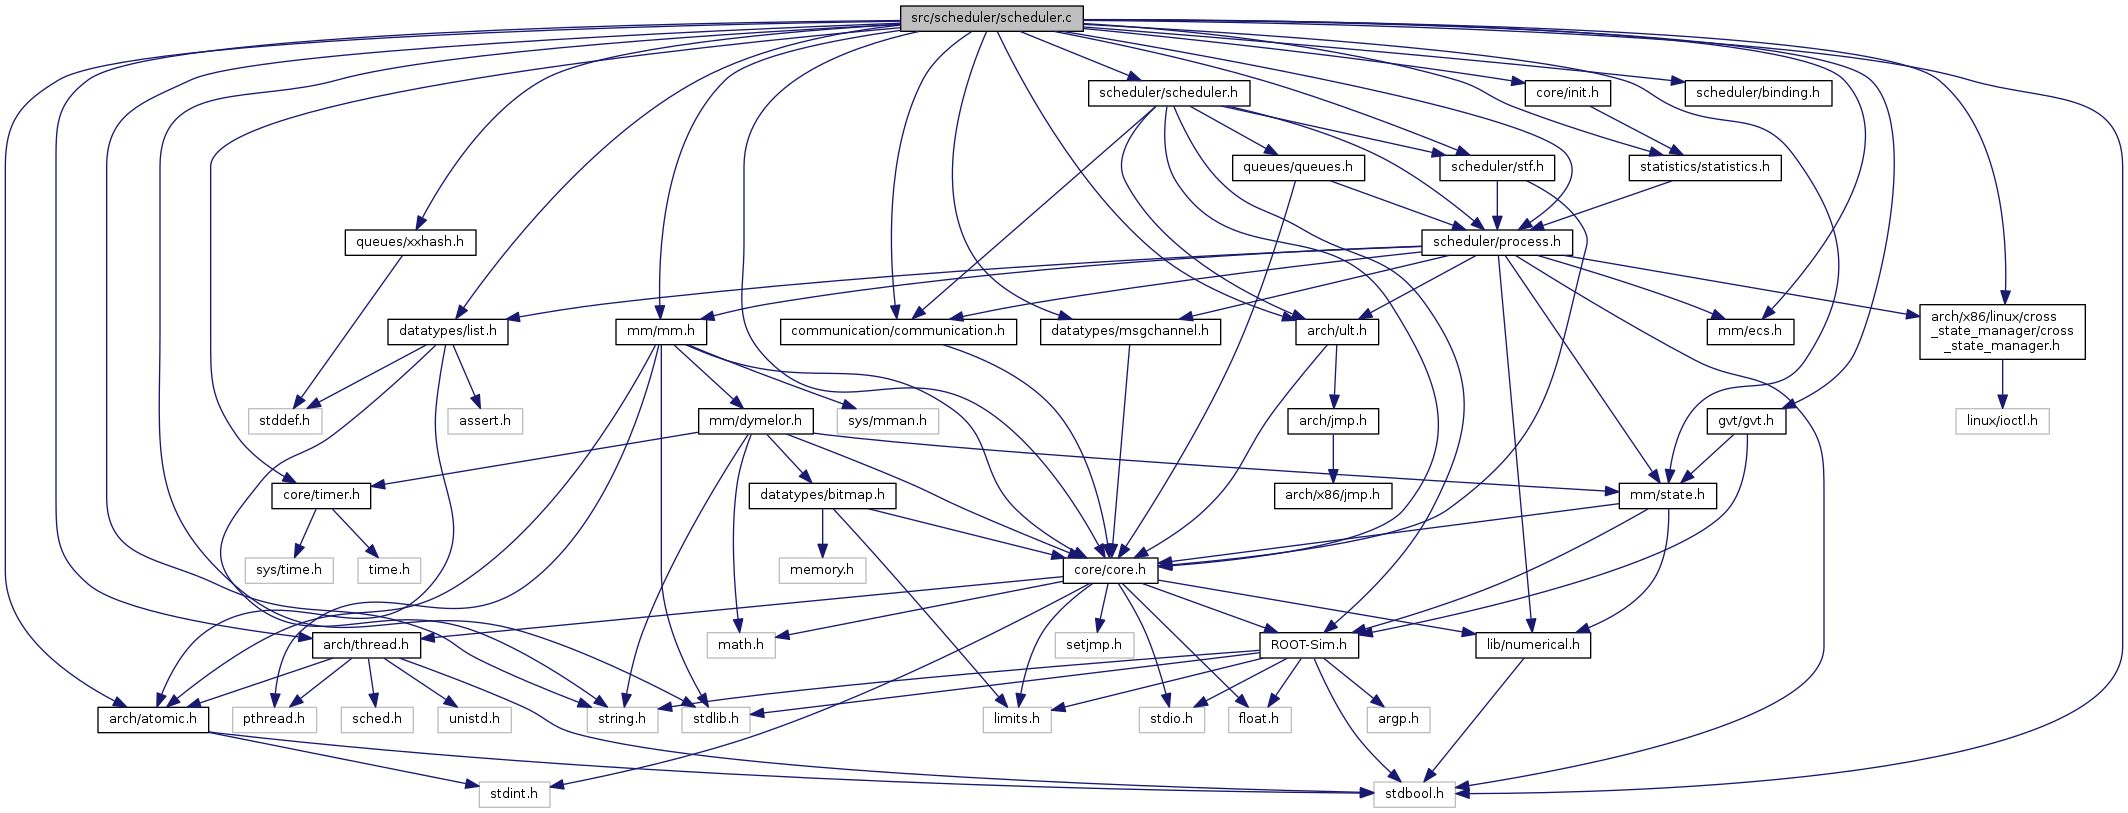 src/scheduler/scheduler.c
scheduler/scheduler.h
core/init.h
scheduler/binding.h
queues/queues.h
scheduler/stf.h
statistics/statistics.h
queues/xxhash.h
scheduler/process.h
datatypes/list.h
mm/mm.h
communication/communication.h
datatypes/msgchannel.h
arch/ult.h
mm/ecs.h
arch/x86/linux/cross
_state_manager/cross
_state_manager.h
stddef.h
assert.h
mm/dymelor.h
sys/mman.h
arch/jmp.h
gvt/gvt.h
linux/ioctl.h
core/timer.h
datatypes/bitmap.h
arch/x86/jmp.h
mm/state.h
sys/time.h
time.h
memory.h
core/core.h
arch/thread.h
math.h
setjmp.h
ROOT-Sim.h
lib/numerical.h
arch/atomic.h
pthread.h
sched.h
unistd.h
string.h
stdlib.h
limits.h
stdio.h
float.h
argp.h
stdint.h
stdbool.h